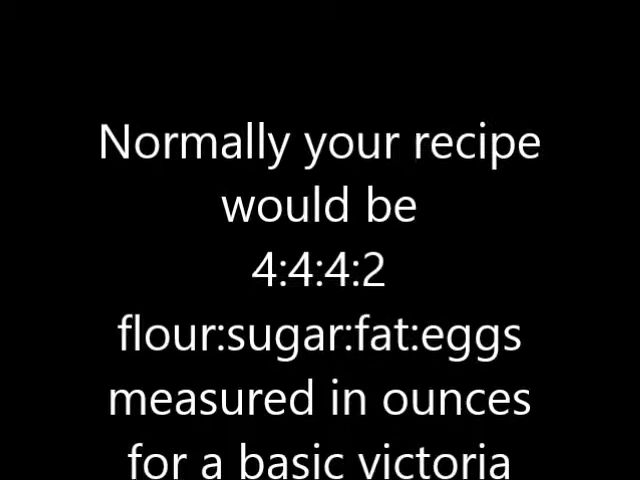 Normally your recipe
would be
4:4:4:2
flour:sugar:fat:eggs
measured in ounces
for a basic victoria